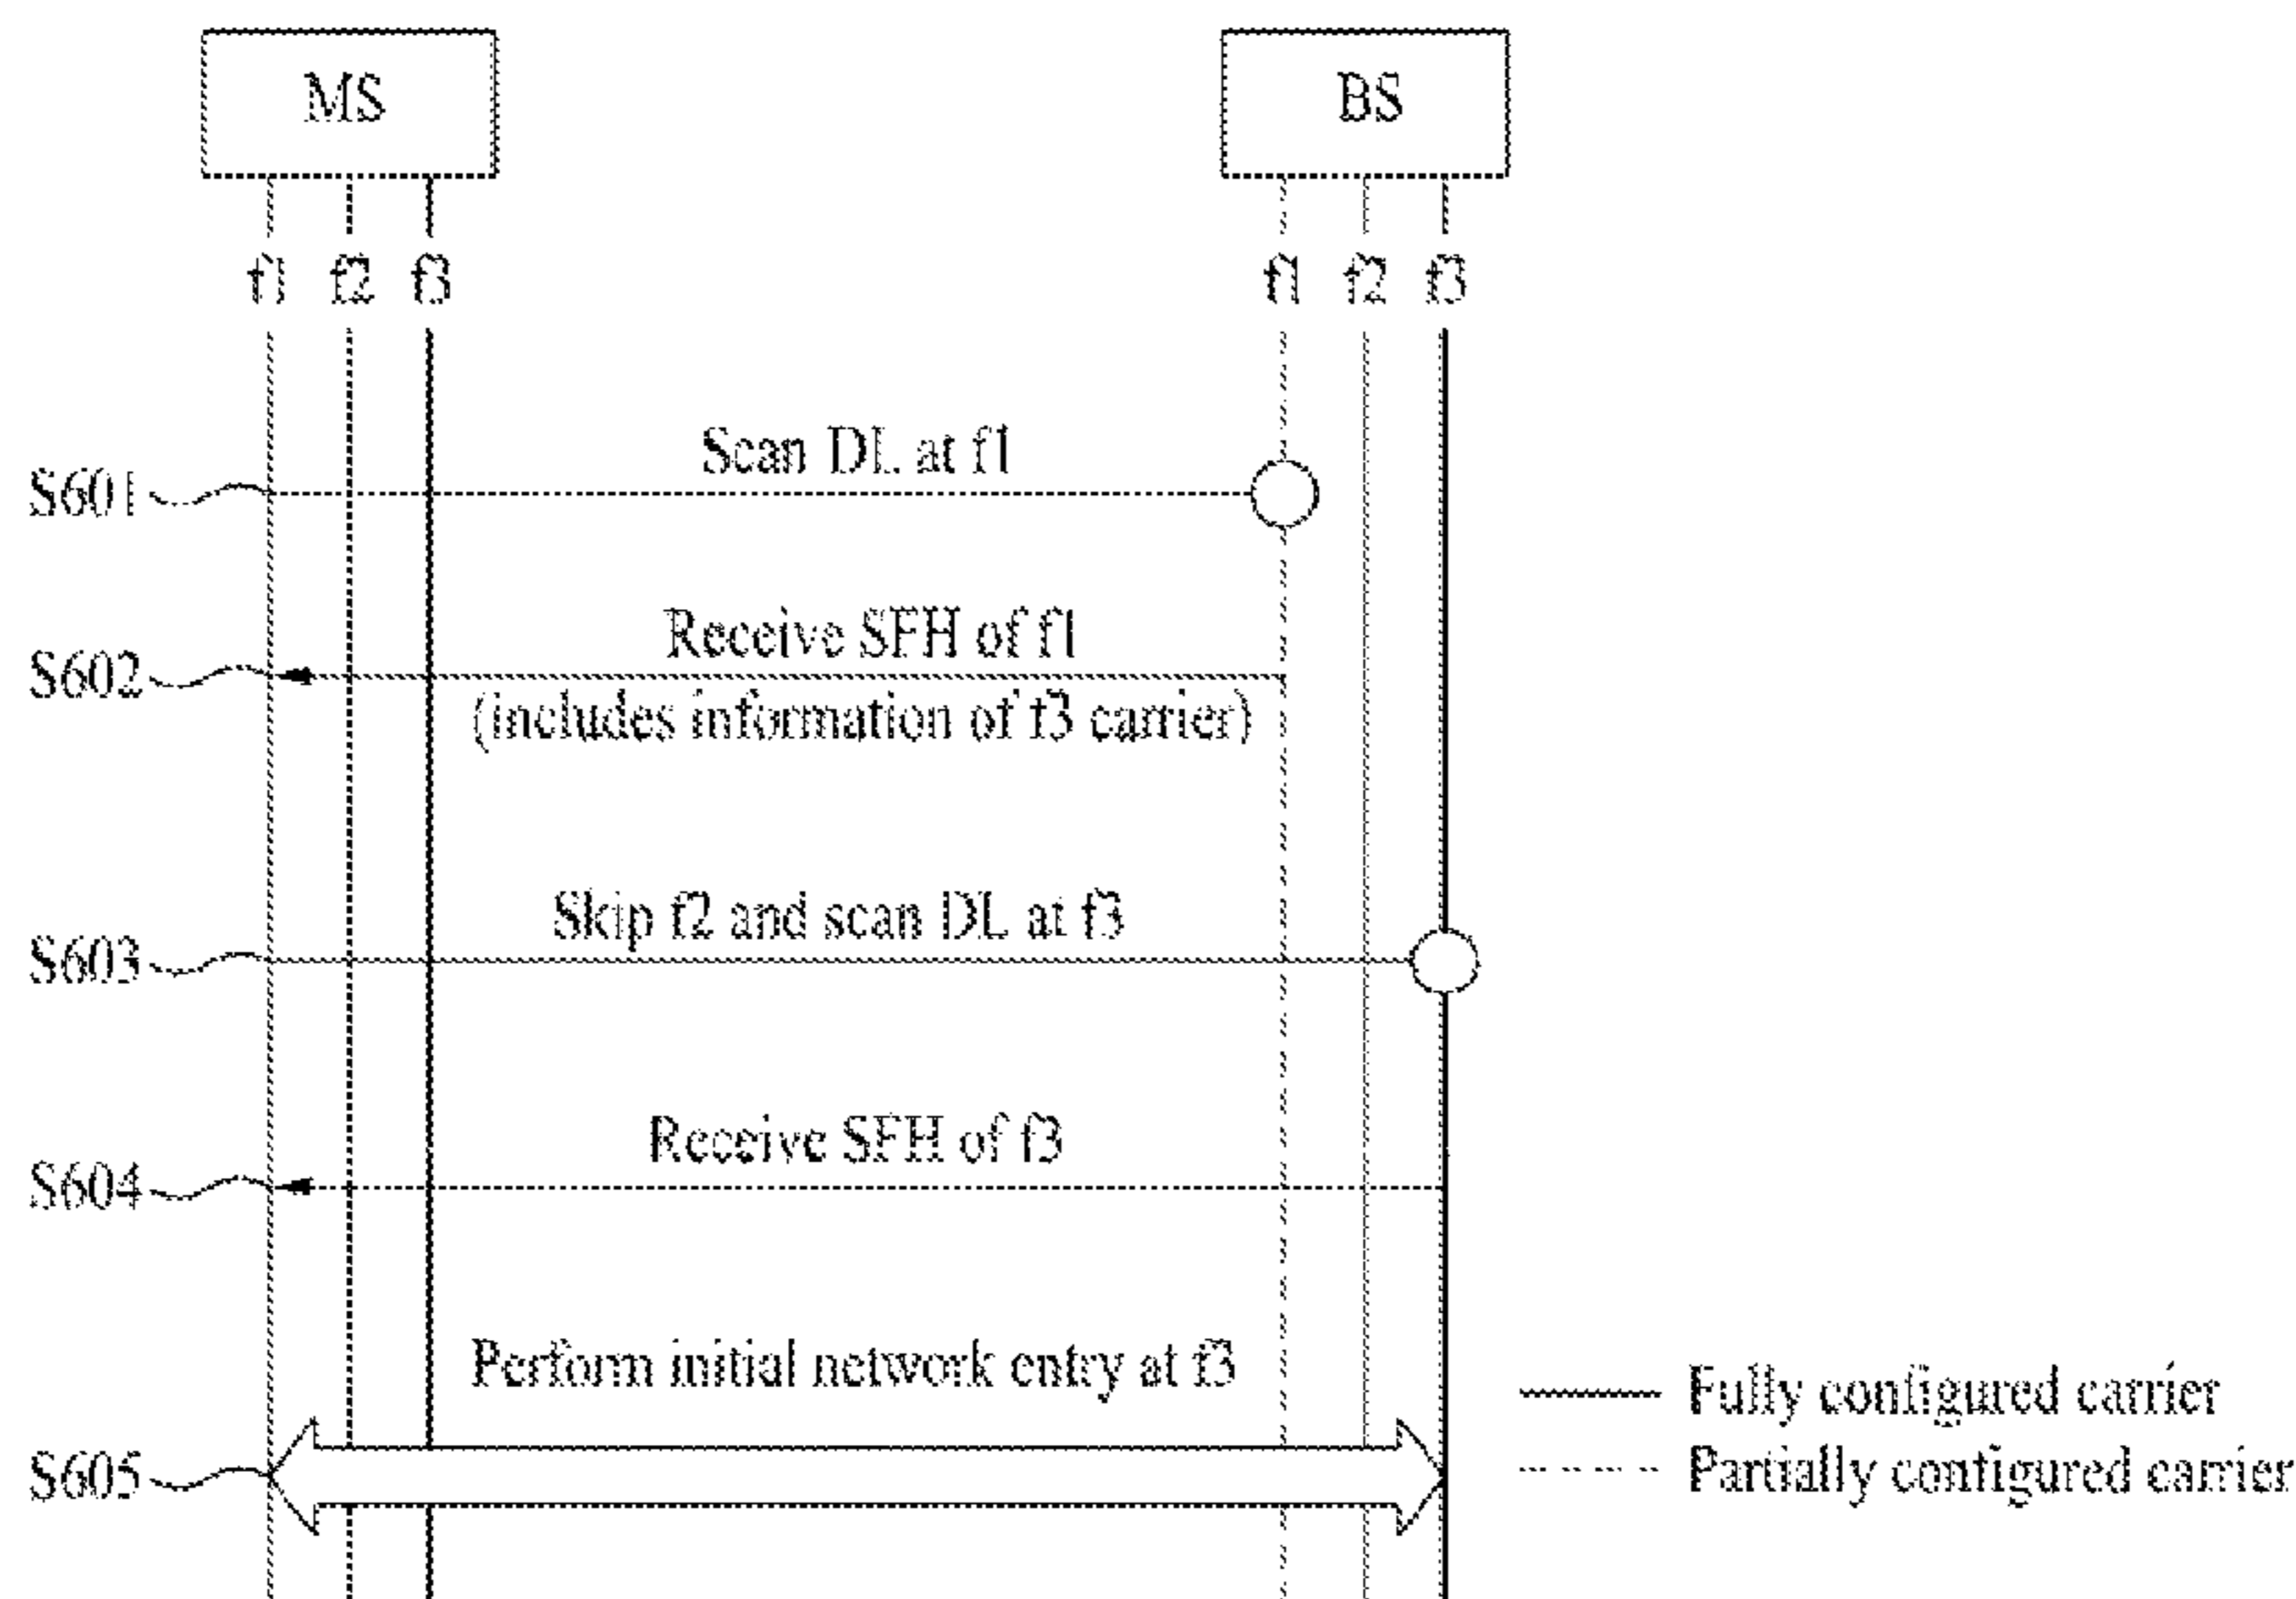 MS
BS
f1 f2 f3
f1 f2 f3
Scan DL at f1
S601
Receive SFH of f1
S602
(includes information of f3 carrier)
Skip f2 and scan DL at f3
S603
Receive SFH of f3
S604
Perform initial network entry at f3
Fully configured carrier
S605
Partially configured carrier